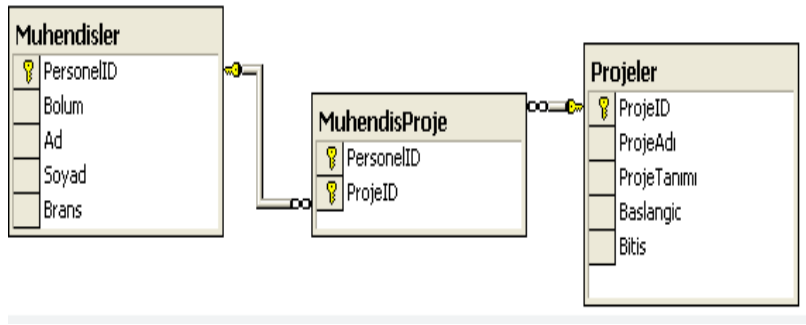 Muhendisler
PersonelID
Bolum
Ad
Soyad
Brans
MuhendisProje
PersonelID
ProjeID
Projeler
ProjeID
ProjeAdı
ProjeTanımı
Baslangic
Bitis